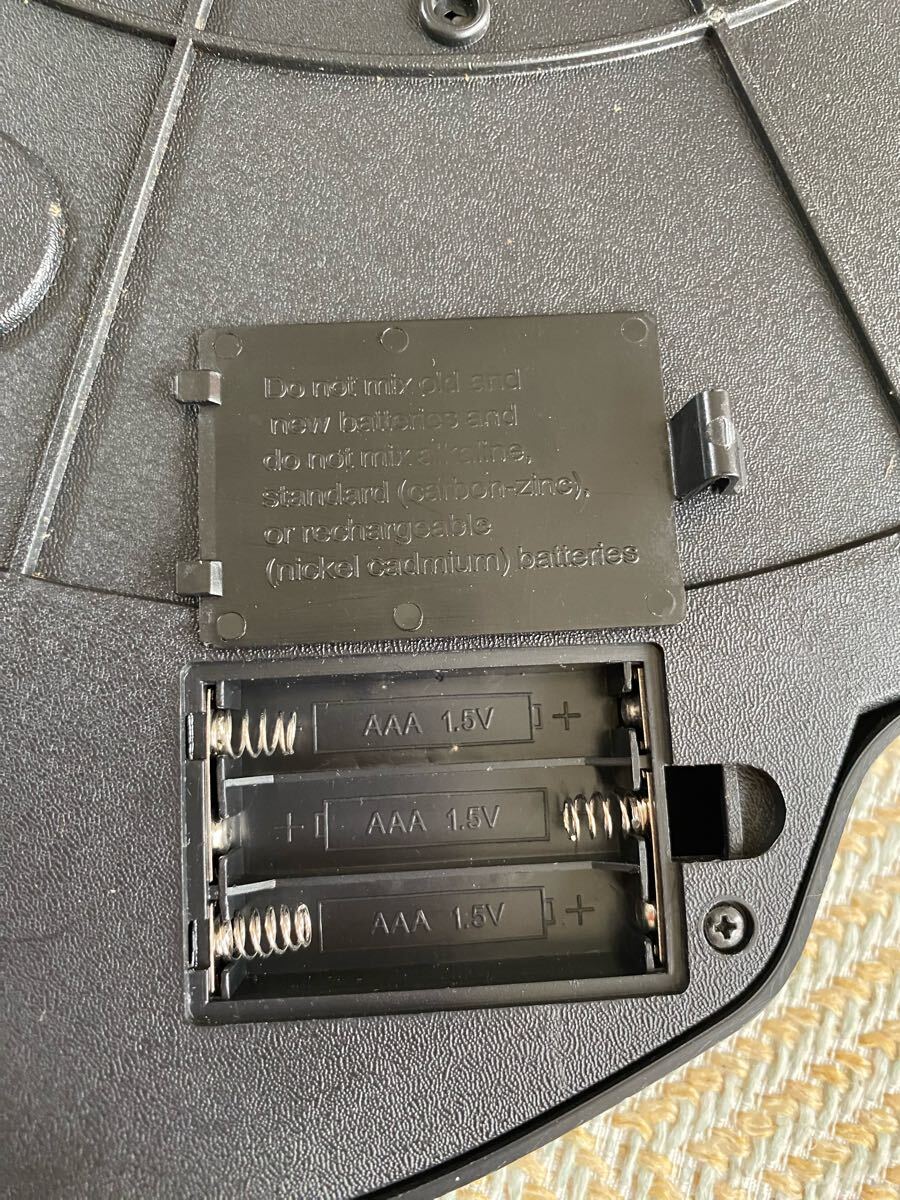 Do not mix old and
new batteries and
do not mix alkaline,
standard (carbon-zinc),
or rechargeable
(nickel cadmium) batteries
AAA 1.5V +
+ AAA 1.5V
AAA 1.5V +